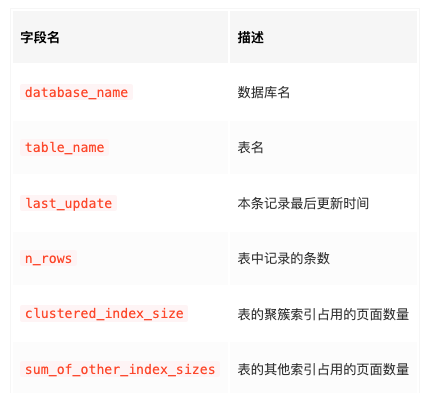 字段名 描述
database_name 数据库名
table_name 表名
last_update 本条记录最后更新时间
n_rows 表中记录的条数
clustered_index_size 表的聚簇索引占用的页面数量
sum_of_other_index_sizes 表的其他索引占用的页面数量